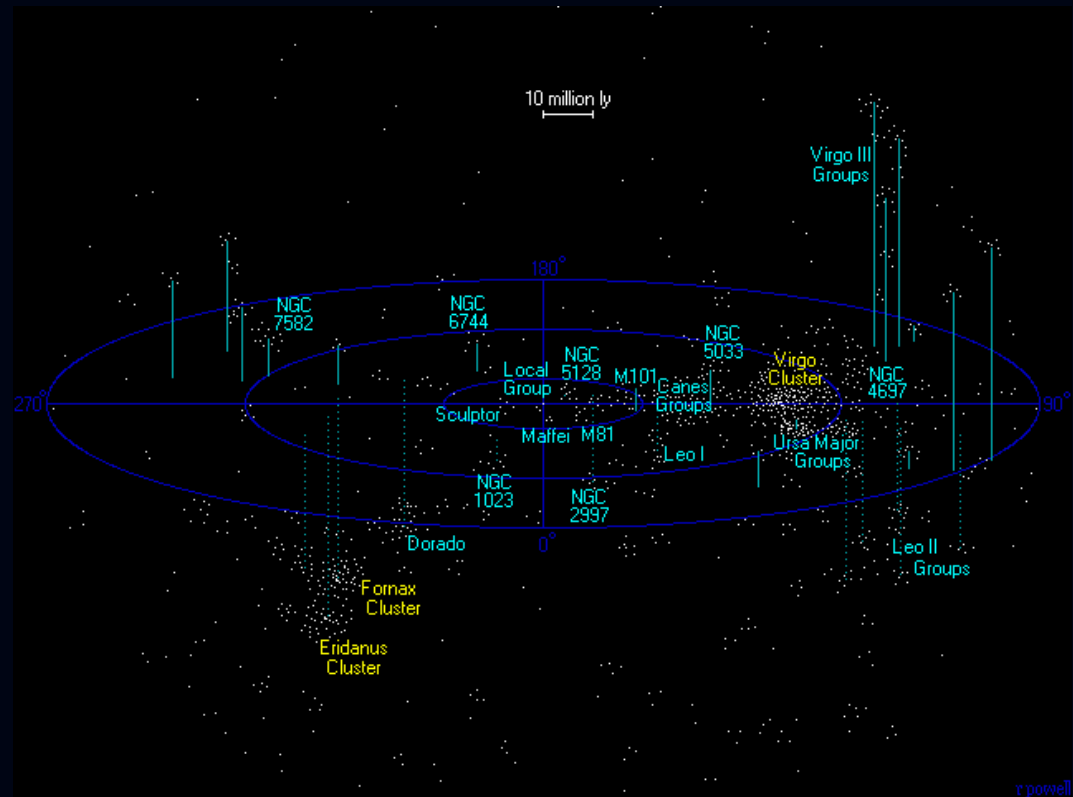 10 million ly
Virgo III
Groups
180°
NGC
7582
NGC
6744
NGC
5033
NGC
5128
Virgo
Cluster
Local
Group
M101
Canes
Groups
NGC
4697
270°
90°
Sculptor
Maffei
M81
Ursa Major
Groups
Leo I
NGC
1023
NGC
2997
Dorado
0°
Leo II
Groups
Fornax
Cluster
Eridanus
Cluster
r powell